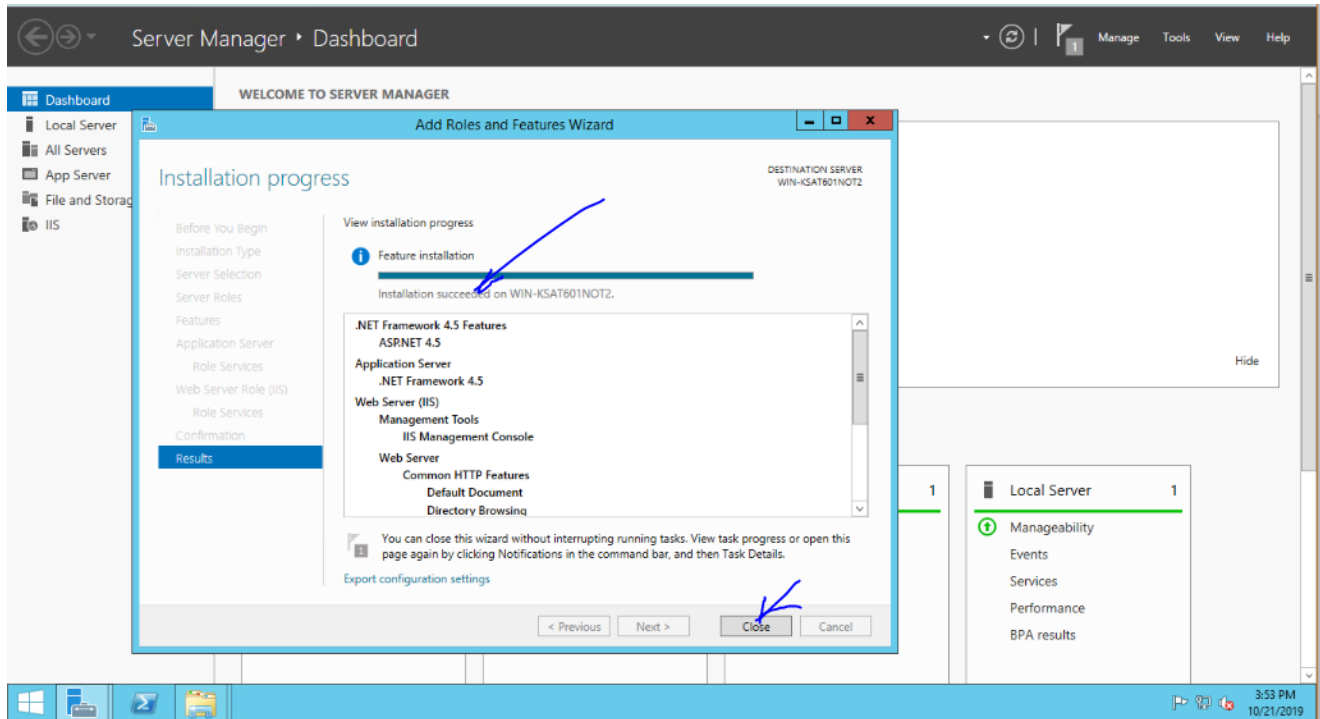 Server Manager • Dashboard
1
Manage Tools View Help
Dashboard
Local Server
All Servers
App Server
File and Storag
IIS
WELCOME TO SERVER MANAGER
Add Roles and Features Wizard
Installation progress
DESTINATION SERVER
WIN-KSAT601NOT2
Before You Begin
Installation Type
Server Selection
Server Roles
Features
Application Server
Role Services
Web Server Role (IIS)
Role Services
Confirmation
Results
View installation progress
Feature installation
Installation succeeded on WIN-KSAT601NOT2.
.NET Framework 4.5 Features
ASP.NET 4.5
Application Server
.NET Framework 4.5
Web Server (IIS)
Management Tools
IIS Management Console
Web Server
Common HTTP Features
Default Document
Directory Browsing
1
You can close this wizard without interrupting running tasks. View task progress or open this
page again by clicking Notifications in the command bar, and then Task Details.
Export configuration settings
< Previous Next > Close Cancel
Hide
1
Local Server 1
Manageability
Events
Services
Performance
BPA results
3:53 PM
10/21/2019